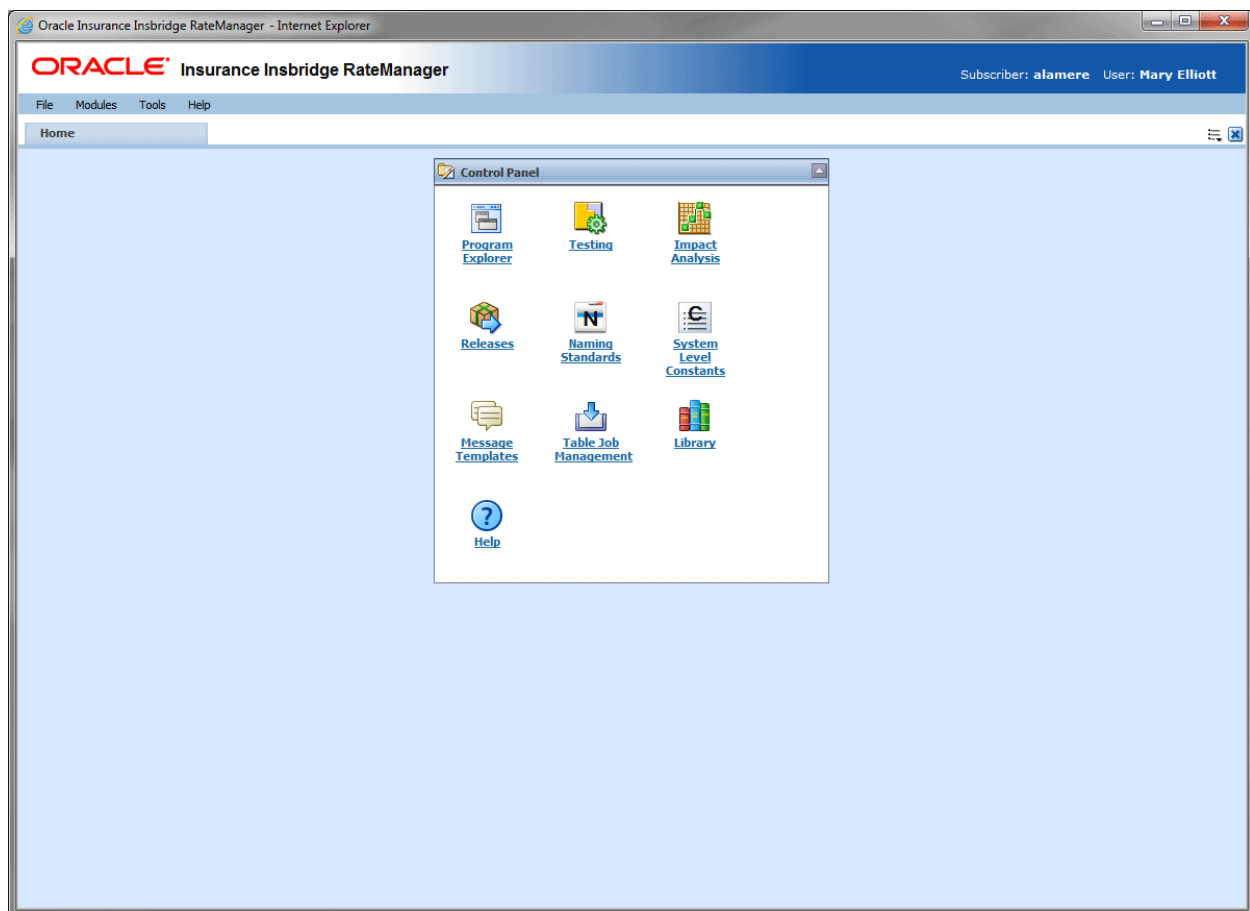 Oracle Insurance Insbridge RateManager - Internet Explorer
ORACLE Insurance Insbridge RateManager
Subscriber: alamere User: Mary Elliott
File Modules Tools Help
Home
Control Panel
Program
Explorer
Testing
Impact
Analysis
Releases
N
Naming
Standards
C
System
Level
Constants
Message
Templates
Table Job
Management
Library
?
Help